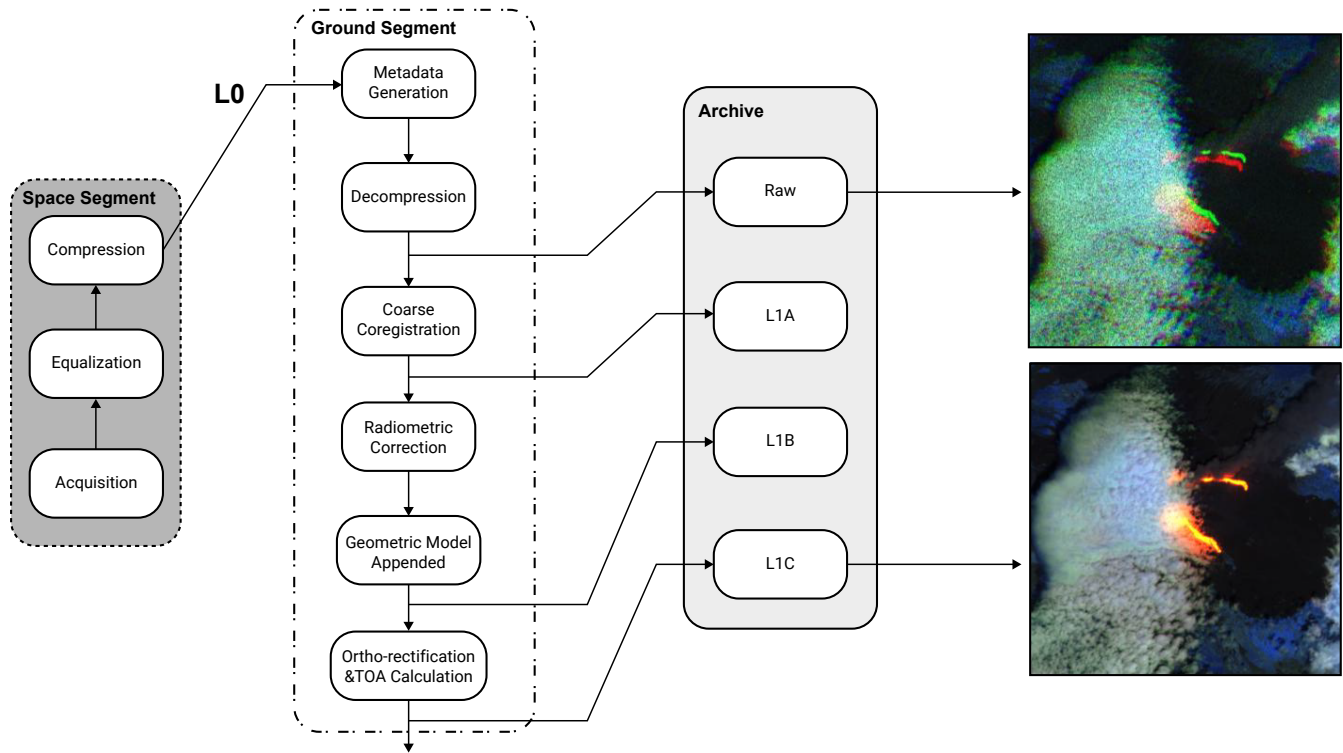 Space Segment
Compression
Equalization
Acquisition
L0
Ground Segment
Metadata
Generation
Decompression
Coarse
Coregistration
Radiometric
Correction
Geometric Model
Appended
Ortho-rectification
&TOA Calculation
Archive
Raw
L1A
L1B
L1C